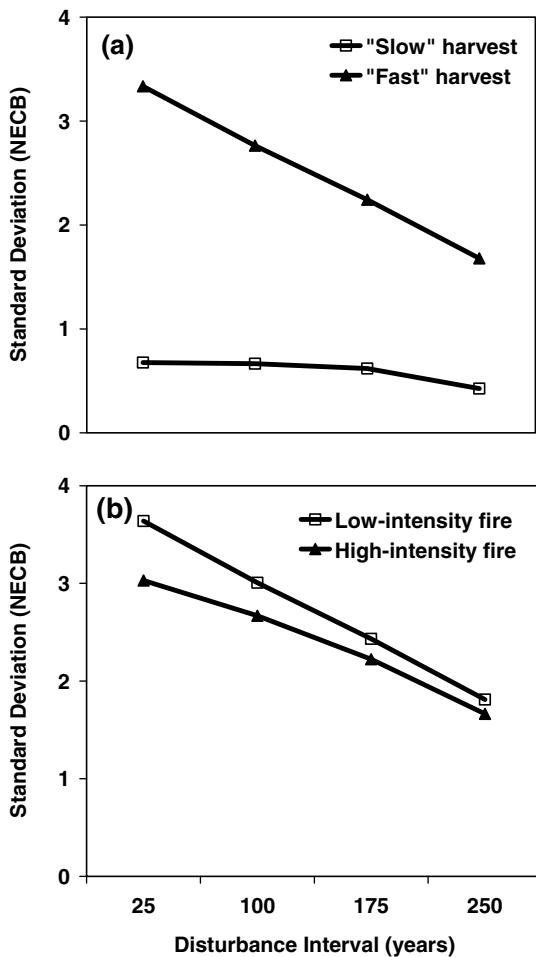 4
(a)
"Slow" harvest
"Fast" harvest
3
2
1
0
Standard Deviation (NECB)
4
(b)
Low-intensity fire
High-intensity fire
3
2
1
0
Standard Deviation (NECB)
25 100 175 250
Disturbance Interval (years)